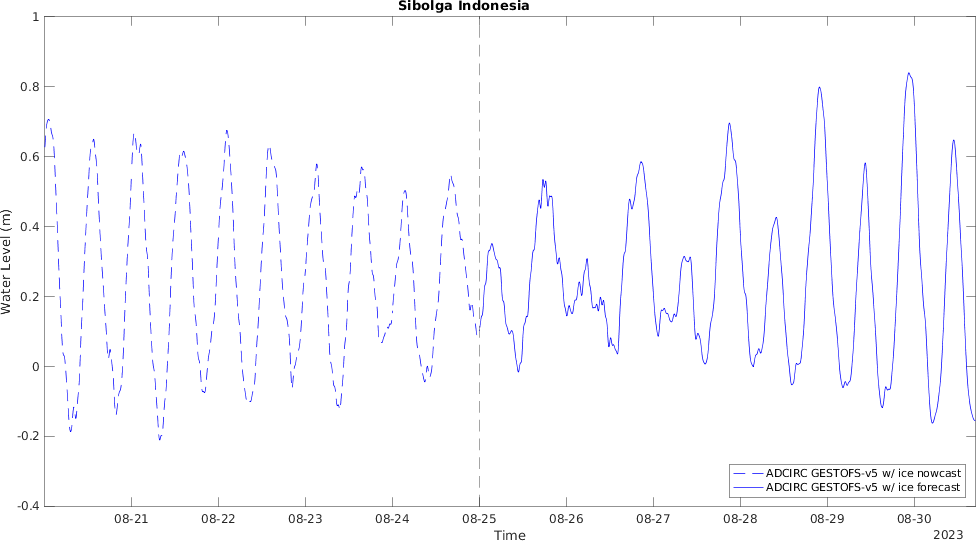 Sibolga Indonesia
1
0.8
0.6
0.4
0.2
0
-0.2
-0.4
Water Level (m)
08-21 08-22 08-23 08-24 08-25 08-26 08-27 08-28 08-29 08-30
Time
2023
ADCIRC GESTOFS-v5 w/ ice nowcast
ADCIRC GESTOFS-v5 w/ ice forecast